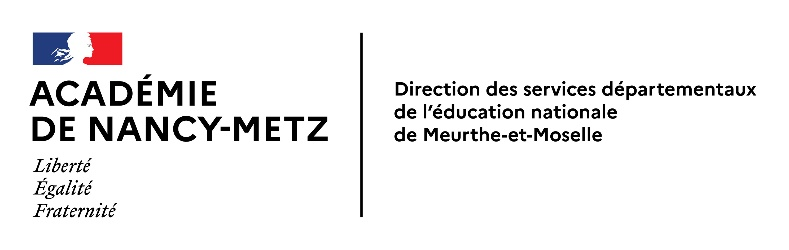 ACADÉMIE
DE NANCY-METZ
Liberté
Égalité
Fraternité
Direction des services départementaux
de l’éducation nationale
de Meurthe-et-Moselle